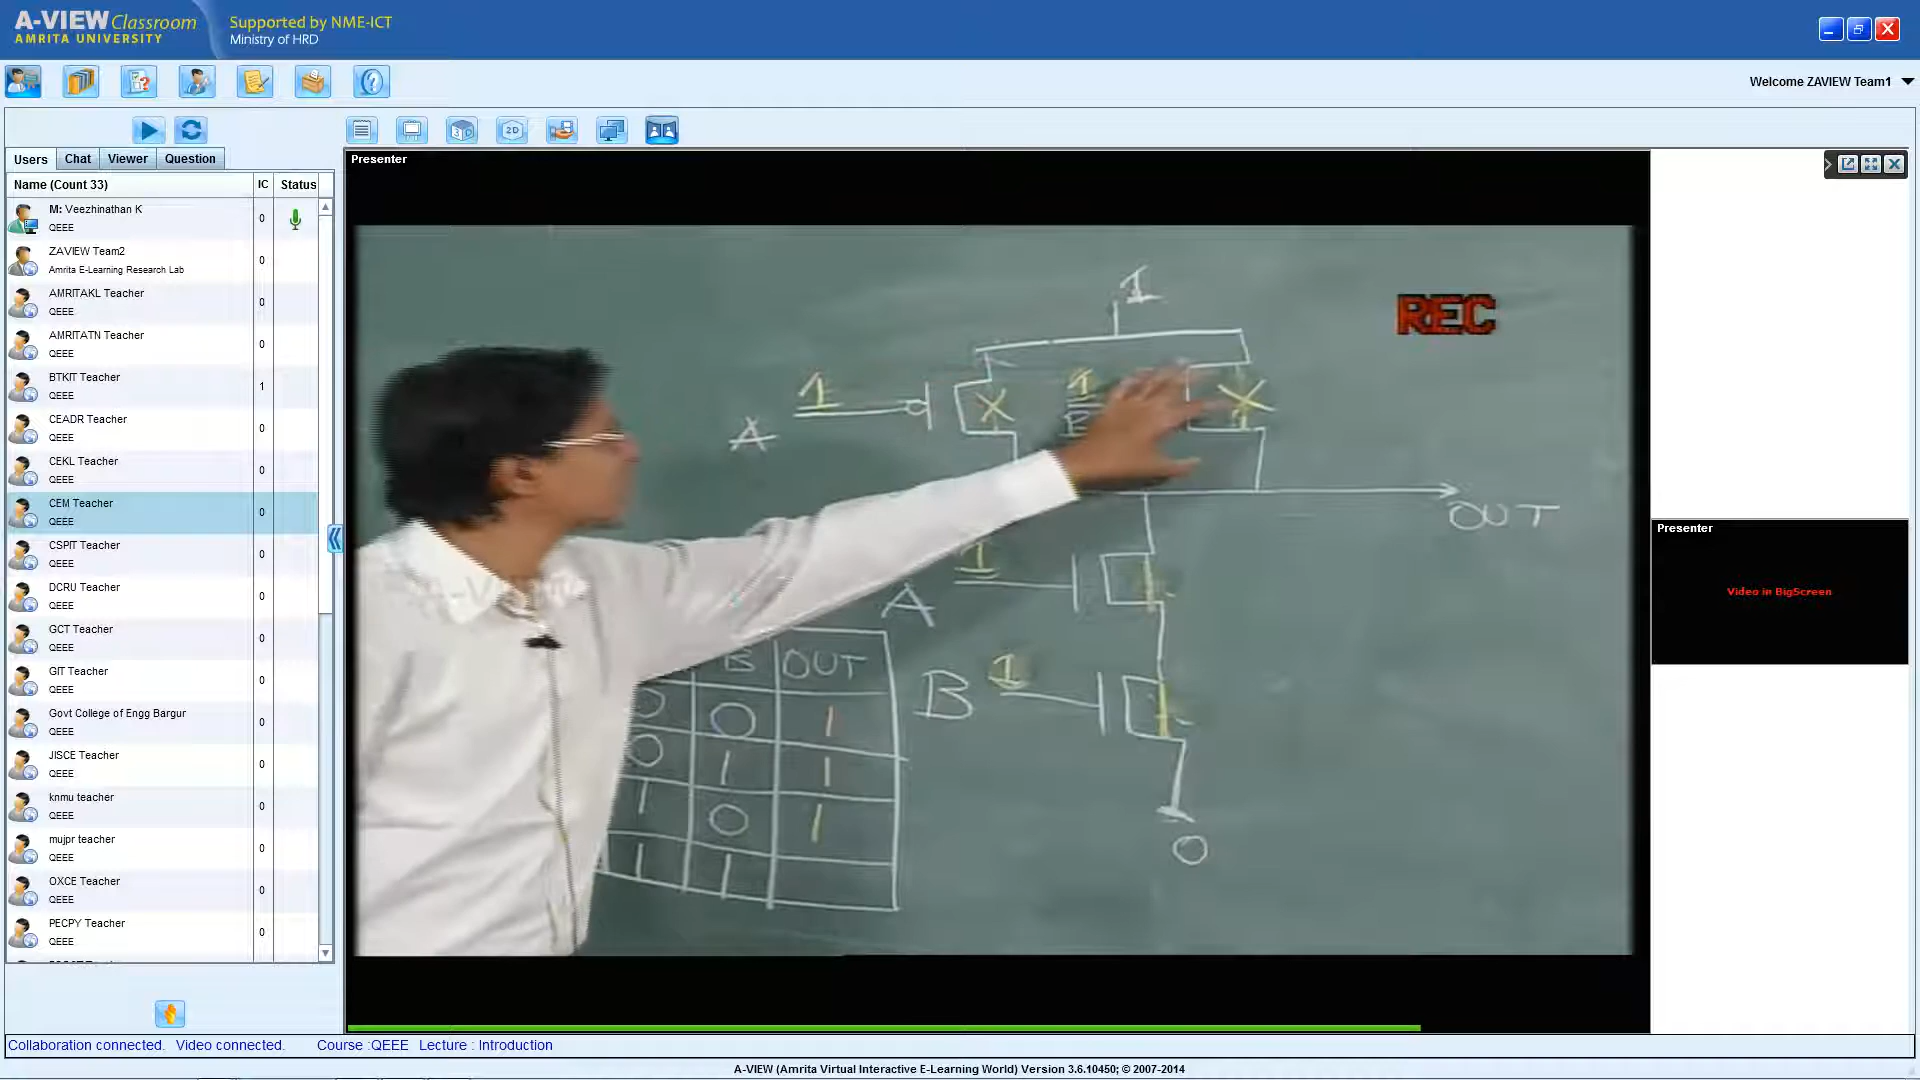 A-VIEW Classroom
AMRITA UNIVERSITY
Supported by NME-ICT
Ministry of HRD
Welcome ZAVIEW Team1
3D
2D
Users Chat Viewer Question
Name (Count 33) IC Status
M: Veezhinathan K
QEEE
0
ZAVIEW Team2
Amrita E-Learning Research Lab
0
AMRITAKL Teacher
QEEE
0
AMRITATN Teacher
QEEE
0
BTKIT Teacher
QEEE
1
CEADR Teacher
QEEE
0
CEKL Teacher
QEEE
0
CEM Teacher
QEEE
0
CSPIT Teacher
QEEE
0
DCRU Teacher
QEEE
0
GCT Teacher
QEEE
0
GIT Teacher
QEEE
0
Govt College of Engg Bargur
QEEE
0
JISCE Teacher
QEEE
0
knmu teacher
QEEE
0
mujpr teacher
QEEE
0
OXCE Teacher
QEEE
0
PECPY Teacher
QEEE
0
Presenter
1
REC
1 X 1 X
A B
OUT
1
A
1
B
0
B OUT
0 0 1
0 1 1
1 0 1
1 1
Presenter
Video in BigScreen
Collaboration connected. Video connected. Course :QEEE Lecture : Introduction
A-VIEW (Amrita Virtual Interactive E-Learning World) Version 3.6.10450; © 2007-2014